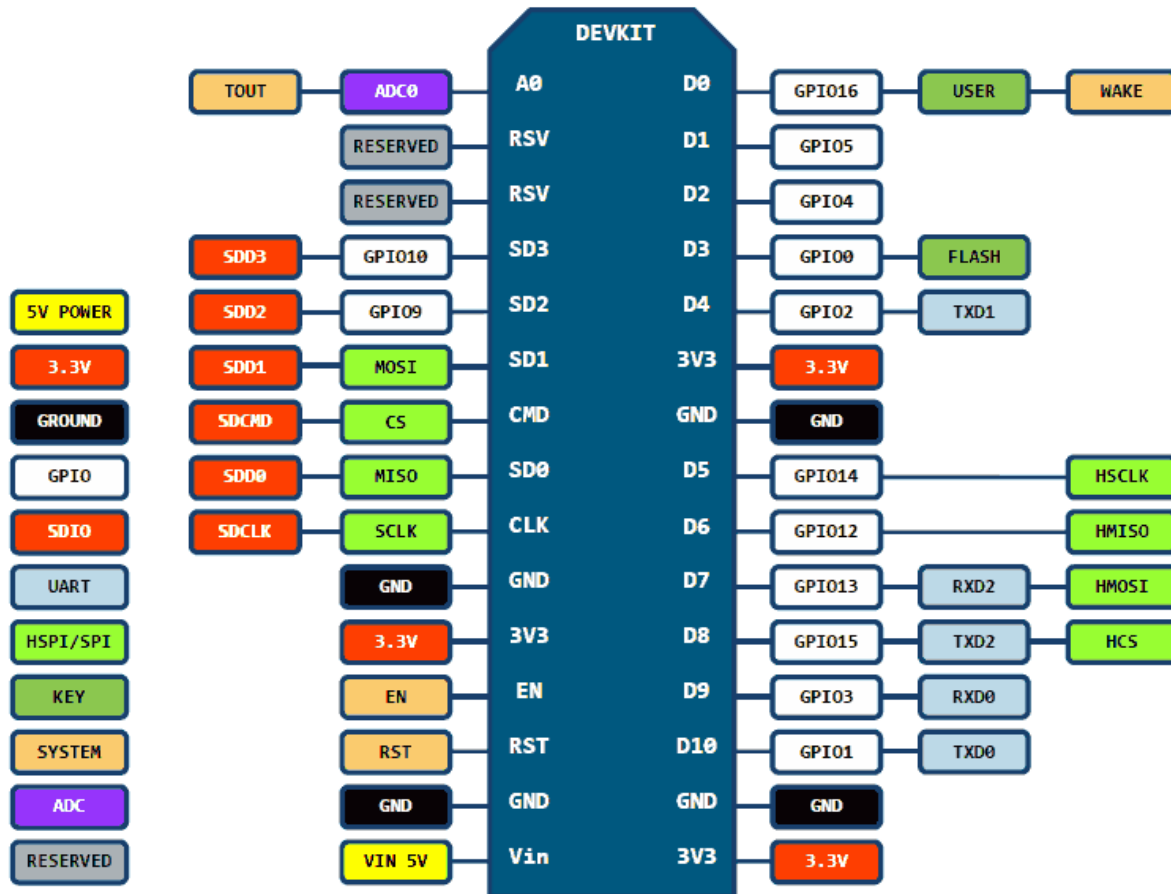 DEVKIT
TOUT ADC0 A0 D0 GPIO16 USER WAKE
RESERVED RSV D1 GPIO5
RESERVED RSV D2 GPIO4
SDD3 GPIO10 SD3 D3 GPIO0 FLASH
5V POWER SDD2 GPIO9 SD2 D4 GPIO2 TXD1
3.3V SDD1 MOSI SD1 3V3 3.3V
GROUND SDCMD CS CMD GND GND
GPIO SDD0 MISO SD0 D5 GPIO14 HSCLK
SDIO SDCLK SCLK CLK D6 GPIO12 HMISO
UART GND GND D7 GPIO13 RXD2 HMOSI
HSPI/SPI 3.3V 3V3 D8 GPIO15 TXD2 HCS
KEY EN EN D9 GPIO3 RXD0
SYSTEM RST RST D10 GPIO1 TXD0
ADC GND GND GND GND
RESERVED VIN 5V Vin 3V3 3.3V